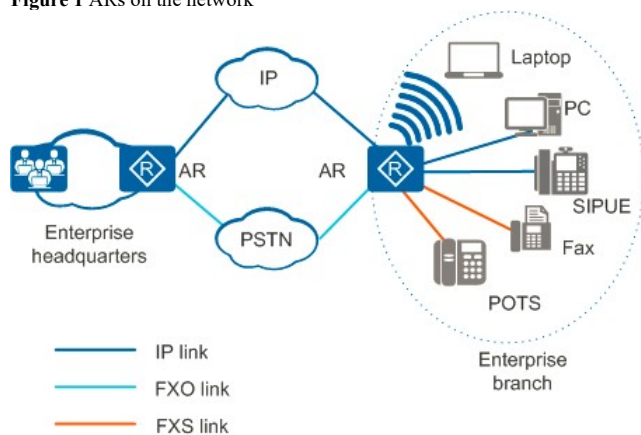 Figure 1 ARs on the network
Laptop
IP
PC
R
AR
AR
R
SIPUE
Enterprise
headquarters
PSTN
Fax
POTS
IP link
Enterprise
branch
FXO link
FXS link